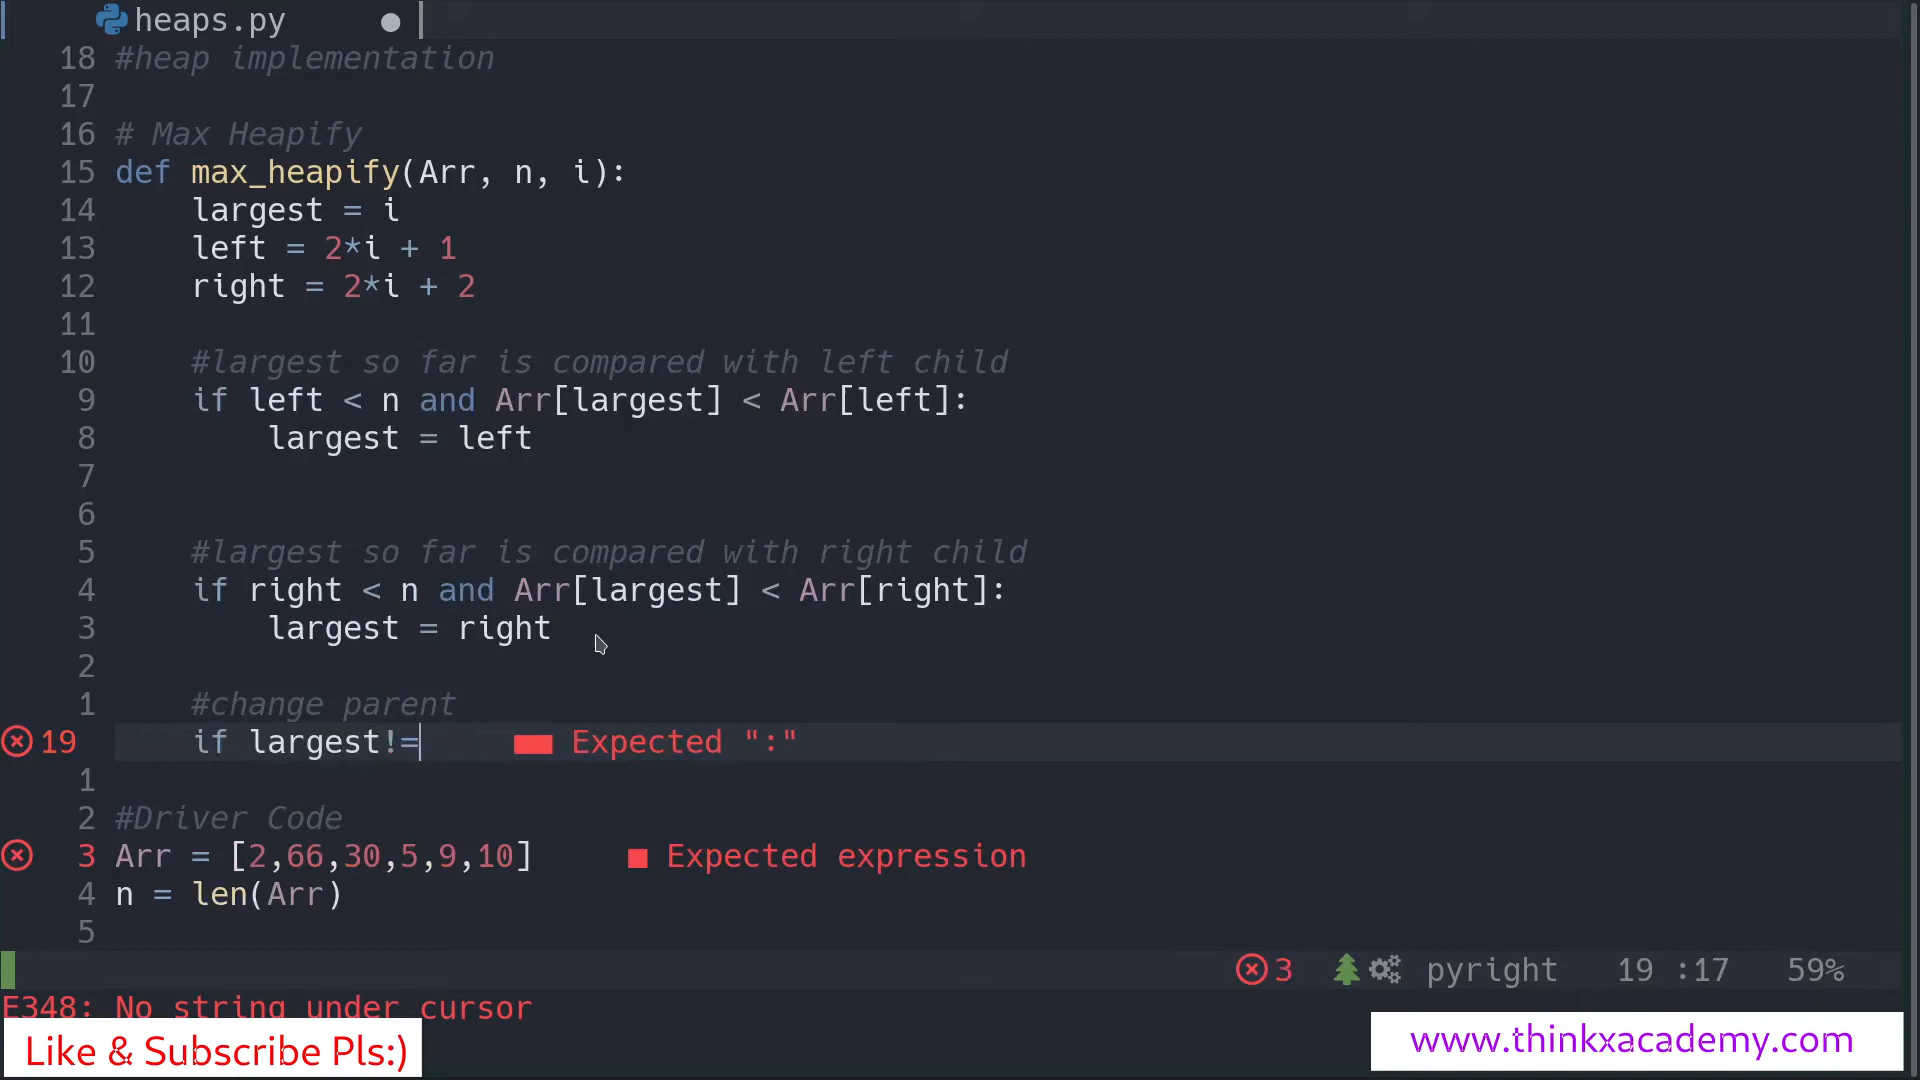 heaps.py
18 #heap implementation
17
16 # Max Heapify
15 def max_heapify(Arr, n, i):
14 largest = i
13 left = 2*i + 1
12 right = 2*i + 2
11
10 #largest so far is compared with left child
9 if left < n and Arr[largest] < Arr[left]:
8 largest = left
7
6
5 #largest so far is compared with right child
4 if right < n and Arr[largest] < Arr[right]:
3 largest = right
2
1 #change parent
19 if largest!= Expected ":"
1
2 #Driver Code
3 Arr = [2,66,30,5,9,10] Expected expression
4 n = len(Arr)
5
3 pyright 19 :17 59%
E348: No string under cursor
Like & Subscribe Pls:)
www.thinkxacademy.com